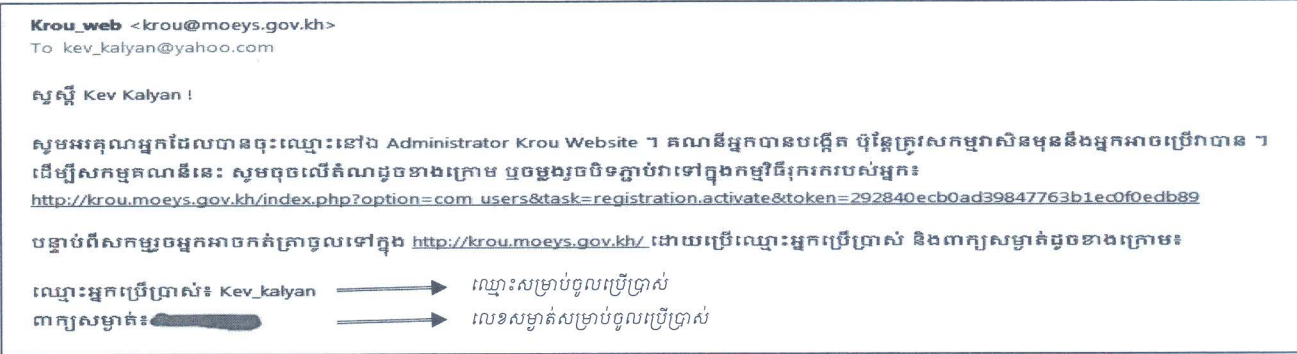 Krou_web <krou@moeys.gov.kh>
To kev_kalyan@yahoo.com
សួស្តី Kev Kalyan !
សូមអរគុណអ្នកដែលបានចុះឈ្មោះនៅឯ Administrator Krou Website ។ គណនីអ្នកបានបង្កើត ប៉ុន្តែត្រូវសកម្មវាសិនមុននឹងអ្នកអាចប្រើវាបាន ។
ដើម្បីសកម្មគណនីនេះ សូមចុចលើតំណដូចខាងក្រោម ឬចម្លងរួចបិទភ្ជាប់វាទៅក្នុងកម្មវិធីរុករករបស់អ្នក៖
http://krou.moeys.gov.kh/index.php?option=com_users&task=registration.activate&token=292840ecb0ad39847763b1ec0f0edb89
បន្ទាប់ពីសកម្មរួចអ្នកអាចកត់ត្រាចូលទៅក្នុង http://krou.moeys.gov.kh/ ដោយប្រើឈ្មោះអ្នកប្រើប្រាស់ និងពាក្យសម្ងាត់ដូចខាងក្រោម៖
ឈ្មោះអ្នកប្រើប្រាស់៖ Kev_kalyan ឈ្មោះសម្រាប់ចូលប្រើប្រាស់
ពាក្យសម្ងាត់៖ លេខសម្ងាត់សម្រាប់ចូលប្រើប្រាស់